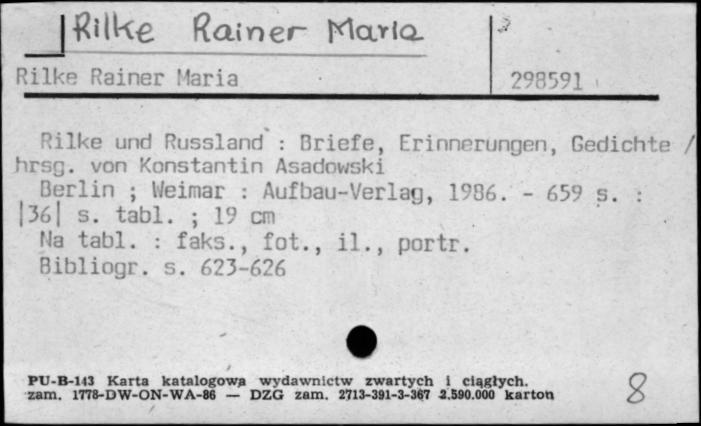 Rilke Rainer Maria
Rilke Rainer Maria
298591
Rilke und Russland : Briefe, Erinnerungen, Gedichte /
hrsg. von Konstantin Asadowski
Berlin ; Weimar : Aufbau-Verlag, 1986. - 659 s. :
|36| s. tabl. ; 19 cm
Na tabl. : faks., fot., il., portr.
Bibliogr. s. 623-626
PU-B-143 Karta katalogowa wydawnictw zwartych i ciągłych.
zam. 1778-DW-ON-WA-86 — DZG zam. 2713-391-3-367 2.590.000 karton
8